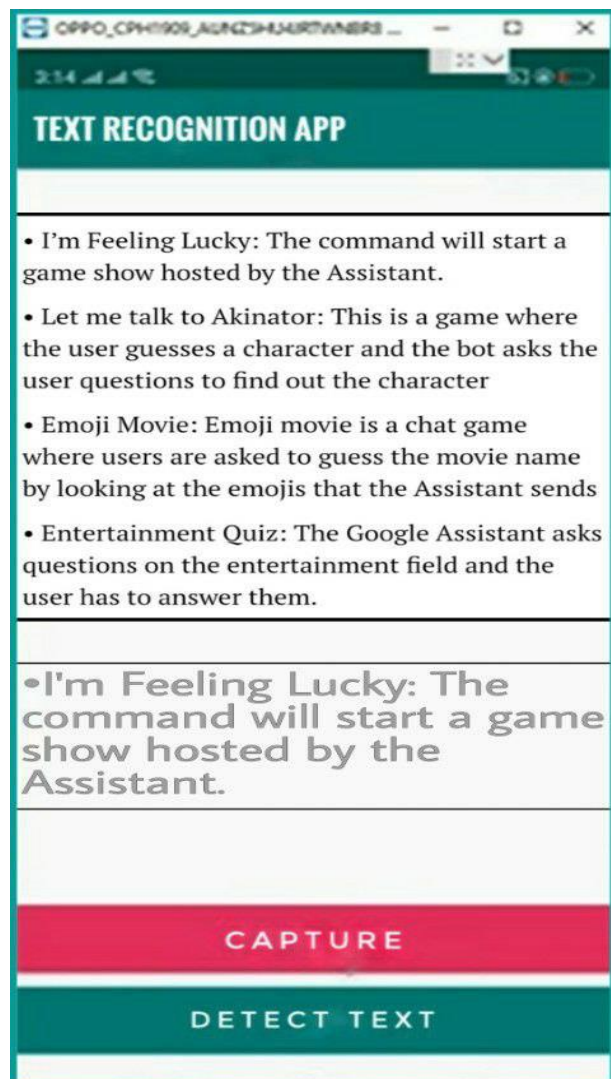 2:14
TEXT RECOGNITION APP
• I’m Feeling Lucky: The command will start a
game show hosted by the Assistant.
• Let me talk to Akinator: This is a game where
the user guesses a character and the bot asks the
user questions to find out the character
• Emoji Movie: Emoji movie is a chat game
where users are asked to guess the movie name
by looking at the emojis that the Assistant sends
• Entertainment Quiz: The Google Assistant asks
questions on the entertainment field and the
user has to answer them.
•I'm Feeling Lucky: The
command will start a game
show hosted by the
Assistant.
CAPTURE
DETECT TEXT